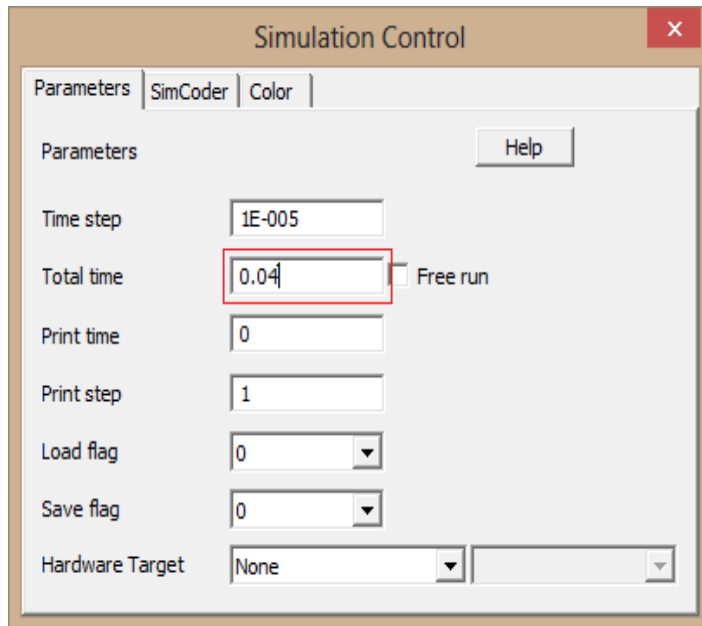 Simulation Control
Parameters SimCoder Color
Parameters Help
Time step 1E-005
Total time 0.04 Free run
Print time 0
Print step 1
Load flag 0
Save flag 0
Hardware Target None